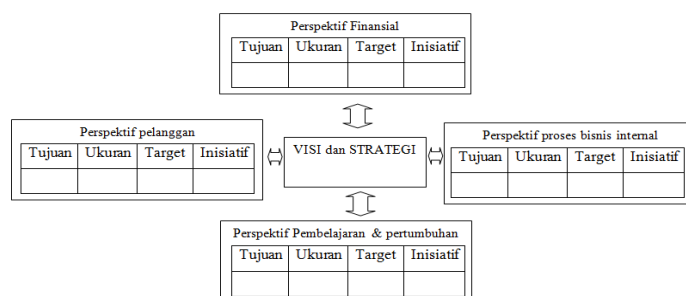 Perspektif Finansial
Tujuan Ukuran Target Inisiatif
Perspektif pelanggan
Tujuan Ukuran Target Inisiatif
VISI dan STRATEGI
Perspektif proses bisnis internal
Tujuan Ukuran Target Inisiatif
Perspektif Pembelajaran & pertumbuhan
Tujuan Ukuran Target Inisiatif